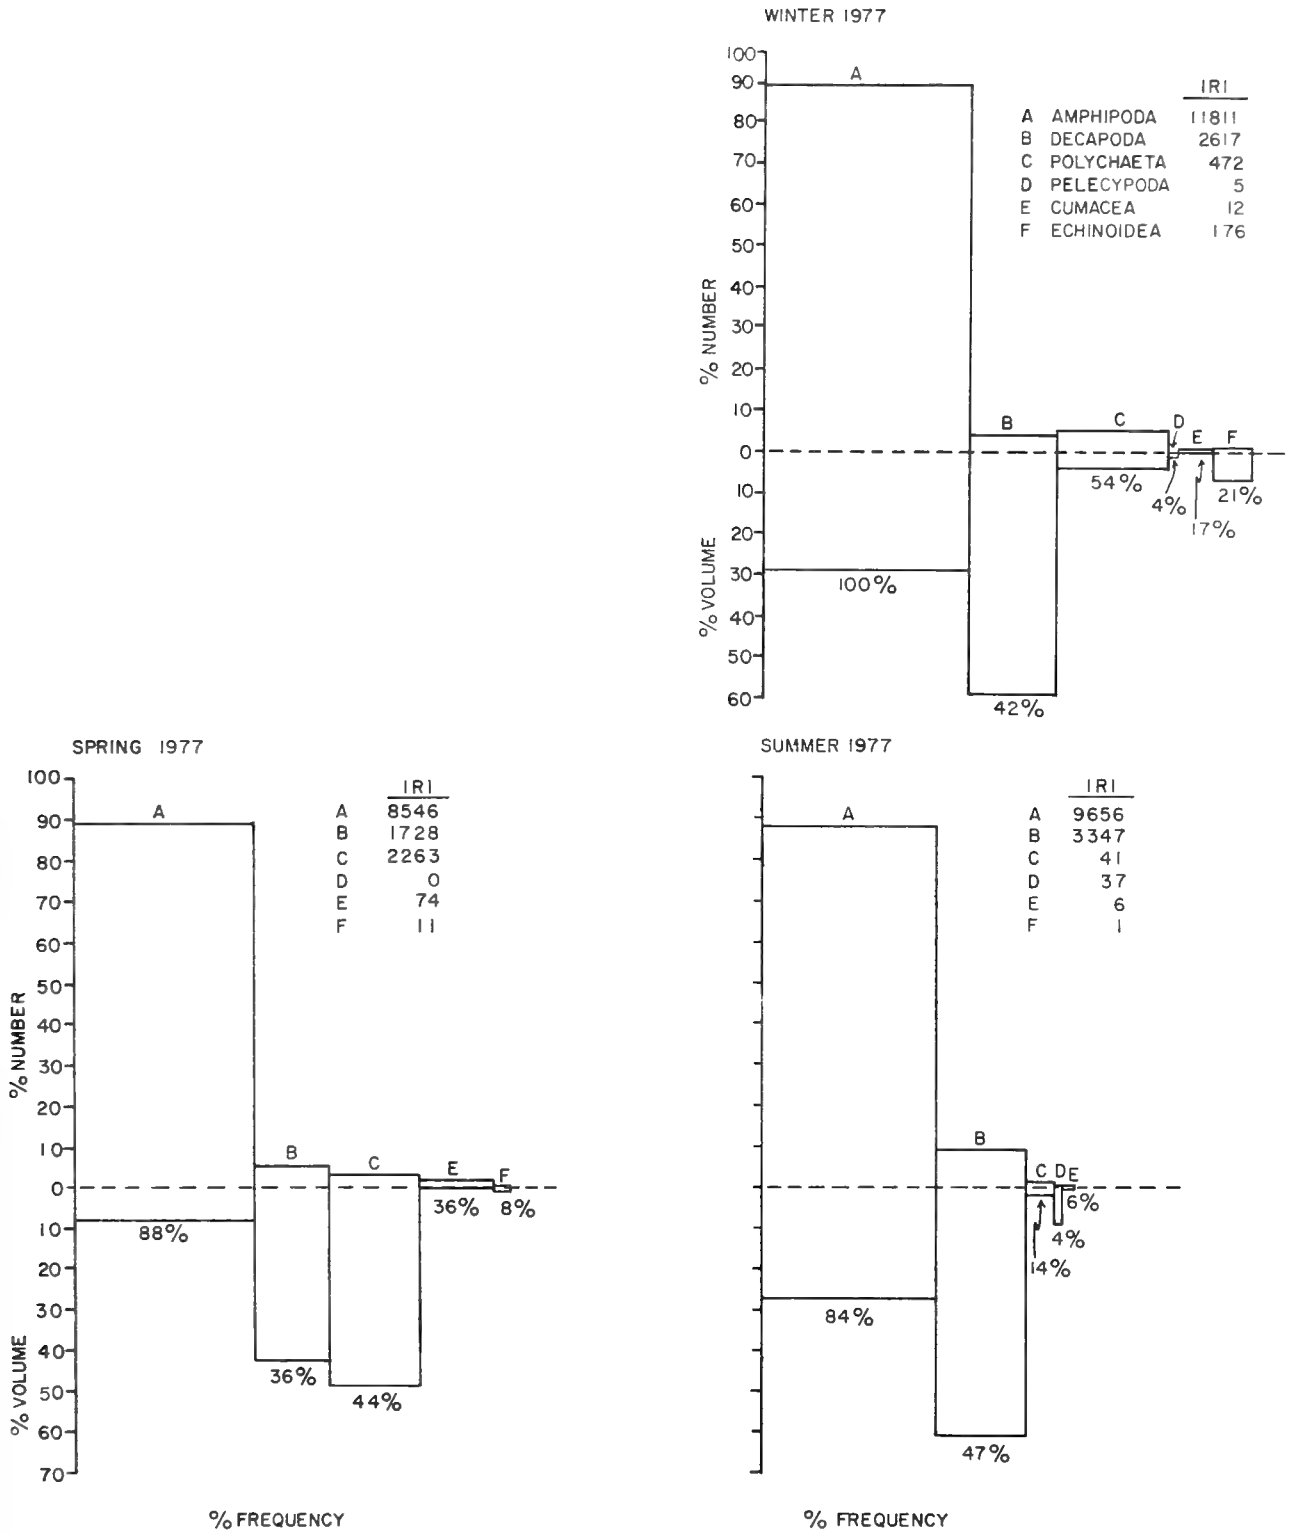 WINTER 1977
100
90
80
70
60
50
40
30
20
10
0
10
20
30
40
50
60
% NUMBER
% VOLUME
IRI
A AMPHIPODA 11811
B DECAPODA 2617
C POLYCHAETA 472
D PELECYPODA 5
E CUMACEA 12
F ECHINOIDEA 176
A
B
C
D
E
F
100%
42%
54%
4%
17%
21%
SPRING 1977
100
90
80
70
60
50
40
30
20
10
0
10
20
30
40
50
60
70
% NUMBER
% VOLUME
IRI
A 8546
B 1728
C 2263
D 0
E 74
F 11
A
B
C
E
F
88%
36%
44%
36%
8%
% FREQUENCY
SUMMER 1977
IRI
A 9656
B 3347
C 41
D 37
E 6
F 1
A
B
C
D
E
84%
47%
14%
4%
6%
% FREQUENCY